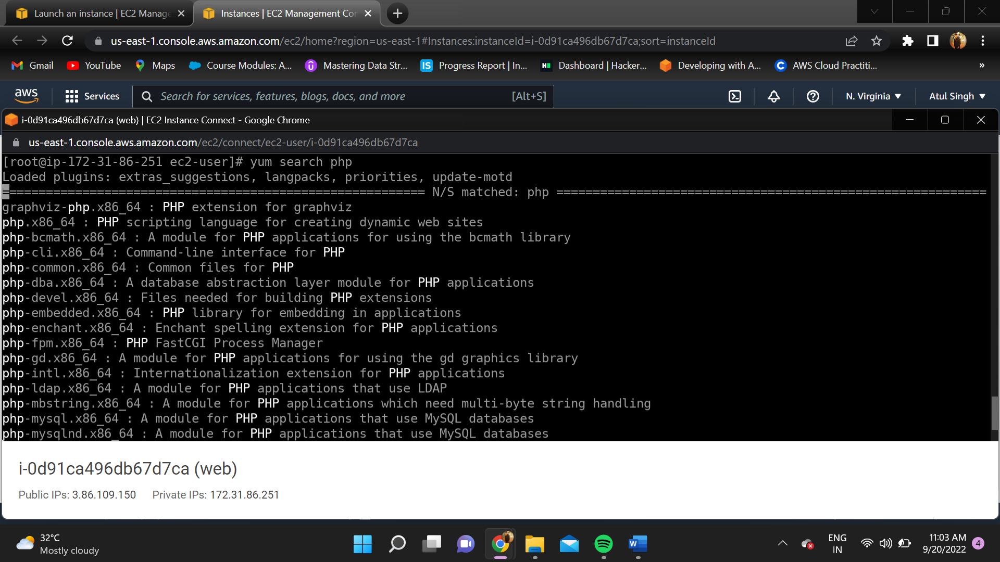 Launch an instance | EC2 Manage
Instances | EC2 Management Cor
us-east-1.console.aws.amazon.com/ec2/home?region=us-east-1#Instances:instanceId=i-0d91ca496db67d7ca;sort=instanceId
Gmail YouTube Maps Course Modules: A... Mastering Data Str... IS Progress Report | In... Dashboard | Hacker... Developing with A... C AWS Cloud Practiti... »
aws Services Search for services, features, blogs, docs, and more [Alt+S] N. Virginia ▼ Atul Singh ▼
i-0d91ca496db67d7ca (web) | EC2 Instance Connect - Google Chrome
us-east-1.console.aws.amazon.com/ec2/connect/ec2-user/i-0d91ca496db67d7ca
[root@ip-172-31-86-251 ec2-user]# yum search php
Loaded plugins: extras_suggestions, langpacks, priorities, update-motd
========================================================== N/S matched: php ===========================================================
graphviz-php.x86_64 : PHP extension for graphviz
php.x86_64 : PHP scripting language for creating dynamic web sites
php-bcmath.x86_64 : A module for PHP applications for using the bcmath library
php-cli.x86_64 : Command-line interface for PHP
php-common.x86_64 : Common files for PHP
php-dba.x86_64 : A database abstraction layer module for PHP applications
php-devel.x86_64 : Files needed for building PHP extensions
php-embedded.x86_64 : PHP library for embedding in applications
php-enchant.x86_64 : Enchant spelling extension for PHP applications
php-fpm.x86_64 : PHP FastCGI Process Manager
php-gd.x86_64 : A module for PHP applications for using the gd graphics library
php-intl.x86_64 : Internationalization extension for PHP applications
php-ldap.x86_64 : A module for PHP applications that use LDAP
php-mbstring.x86_64 : A module for PHP applications which need multi-byte string handling
php-mysql.x86_64 : A module for PHP applications that use MySQL databases
php-mysqlnd.x86_64 : A module for PHP applications that use MySQL databases
i-0d91ca496db67d7ca (web)
Public IPs: 3.86.109.150 Private IPs: 172.31.86.251
32°C
Mostly cloudy
W
ENG
IN
11:03 AM
9/20/2022
4